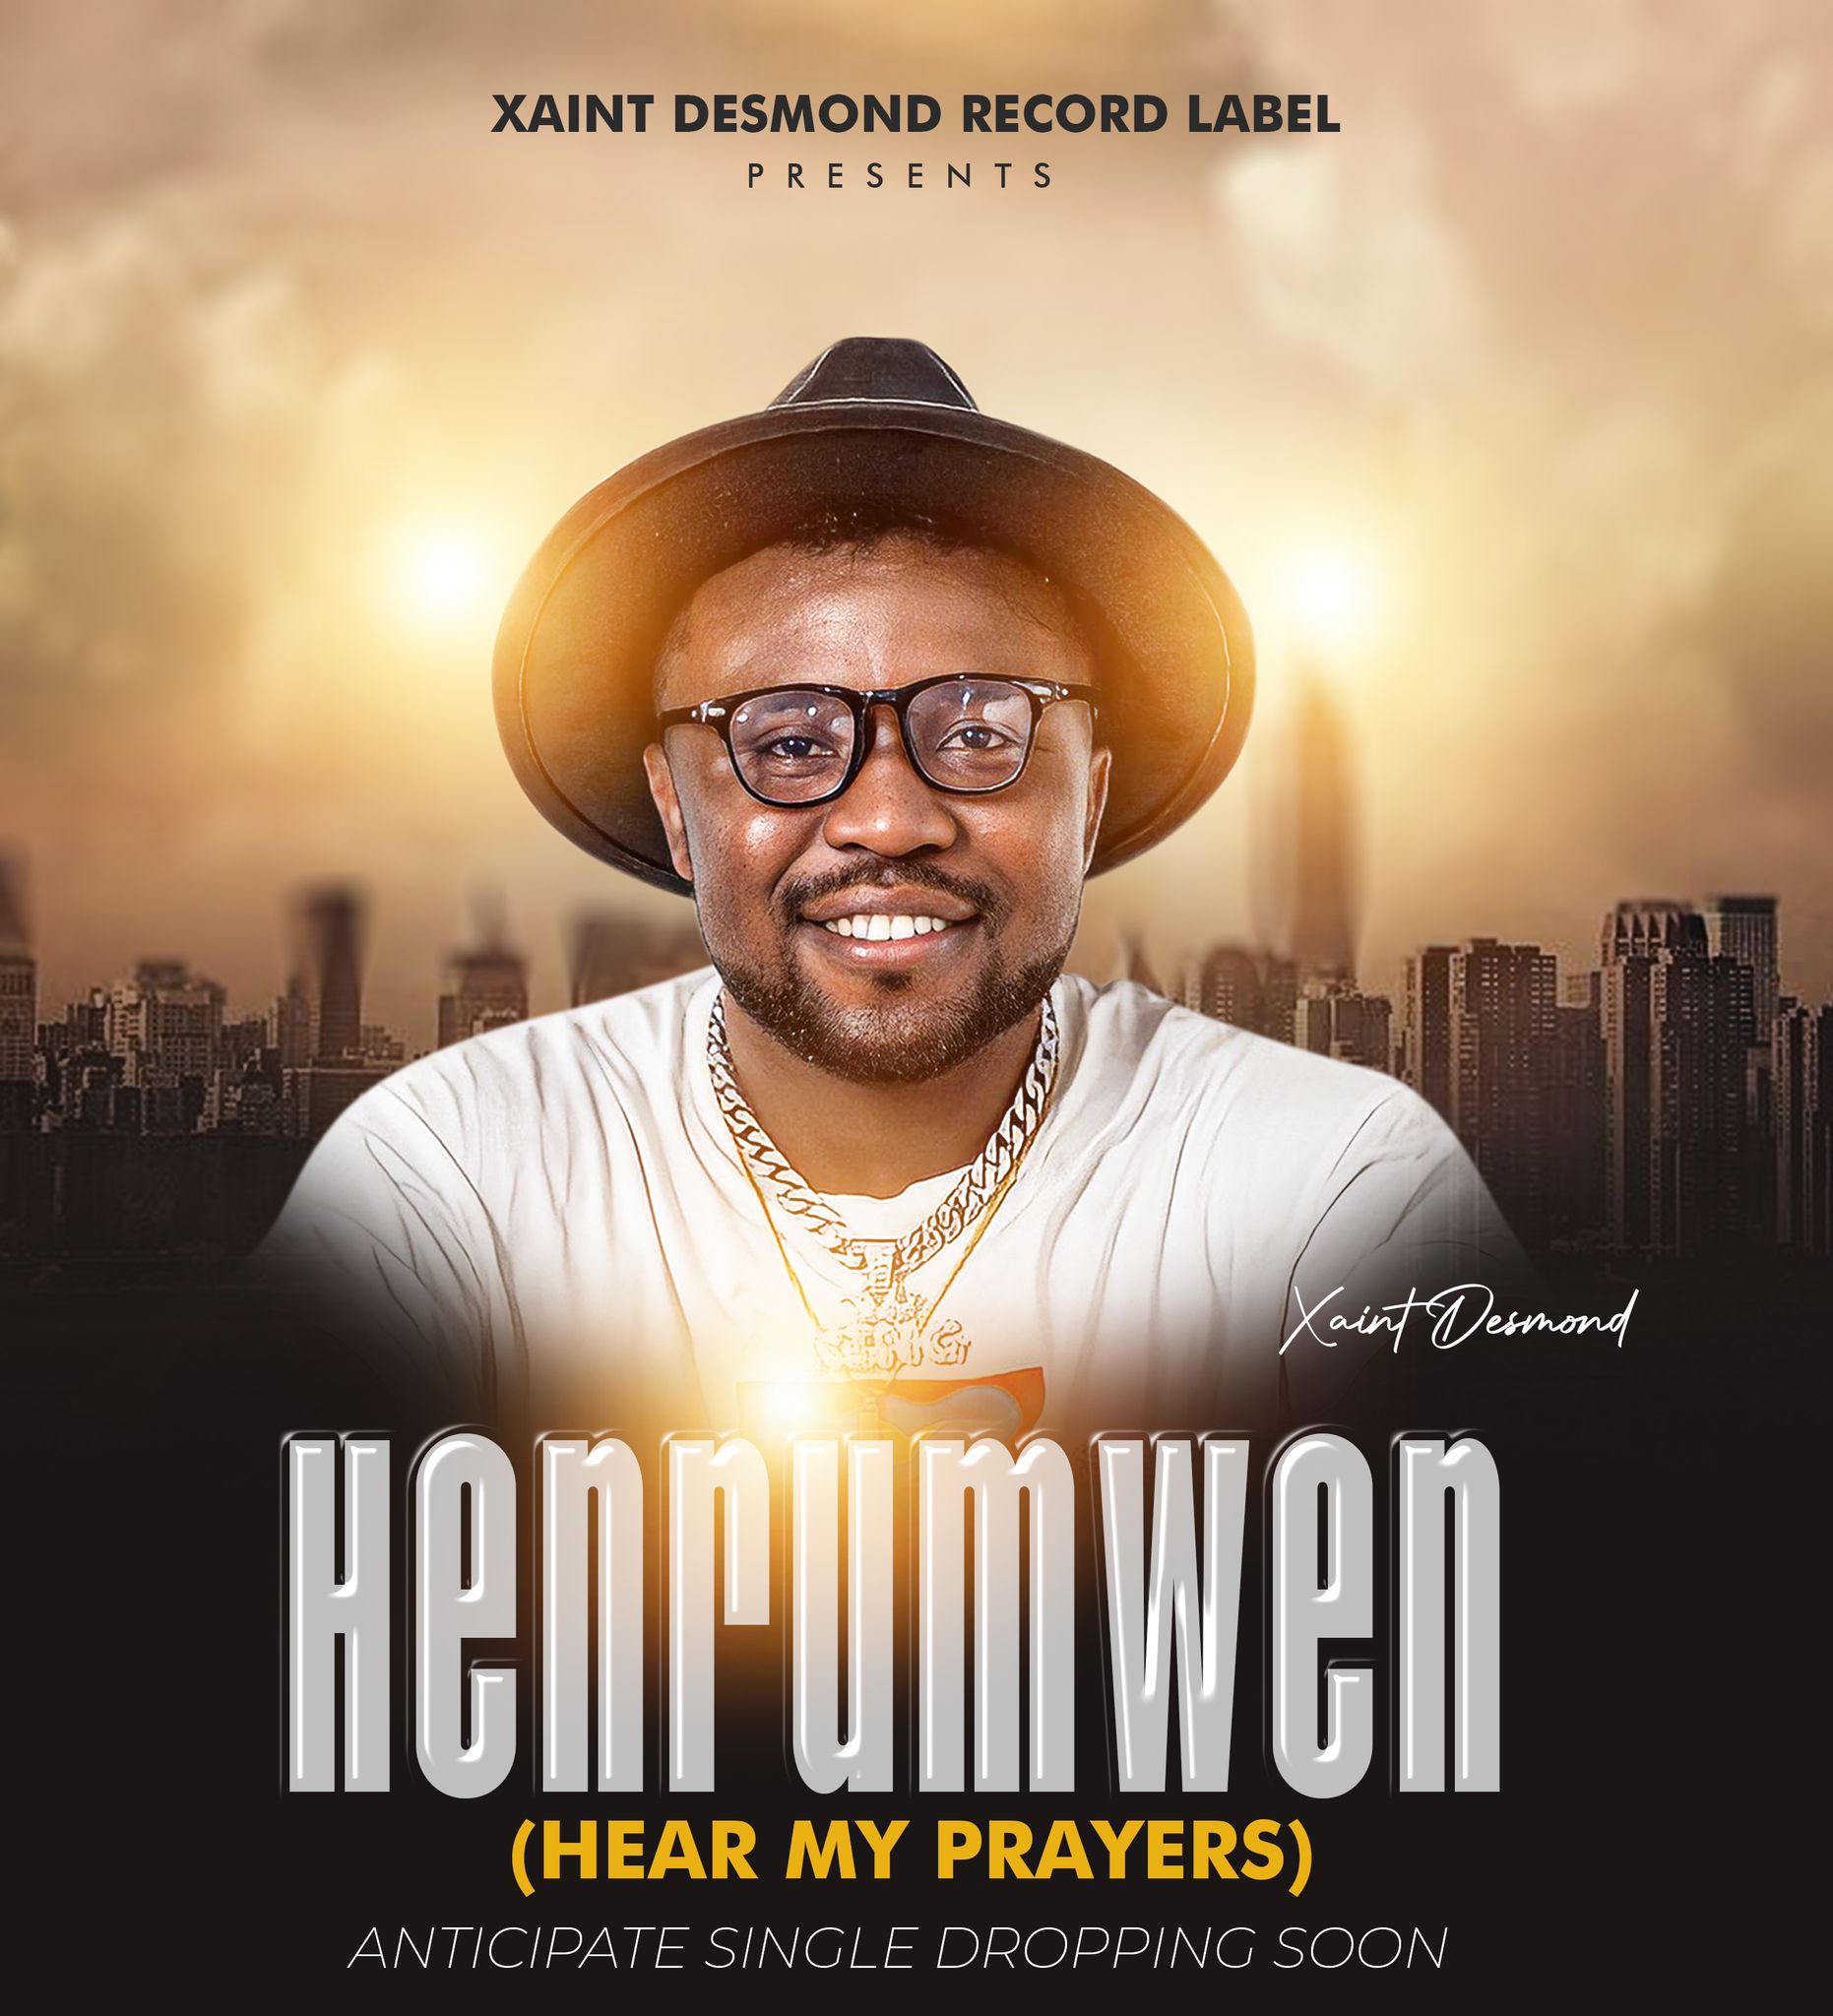 XAINT DESMOND RECORD LABEL
PRESENTS
Xaint Desmond
Henrumwen
(HEAR MY PRAYERS)
ANTICIPATE SINGLE DROPPING SOON